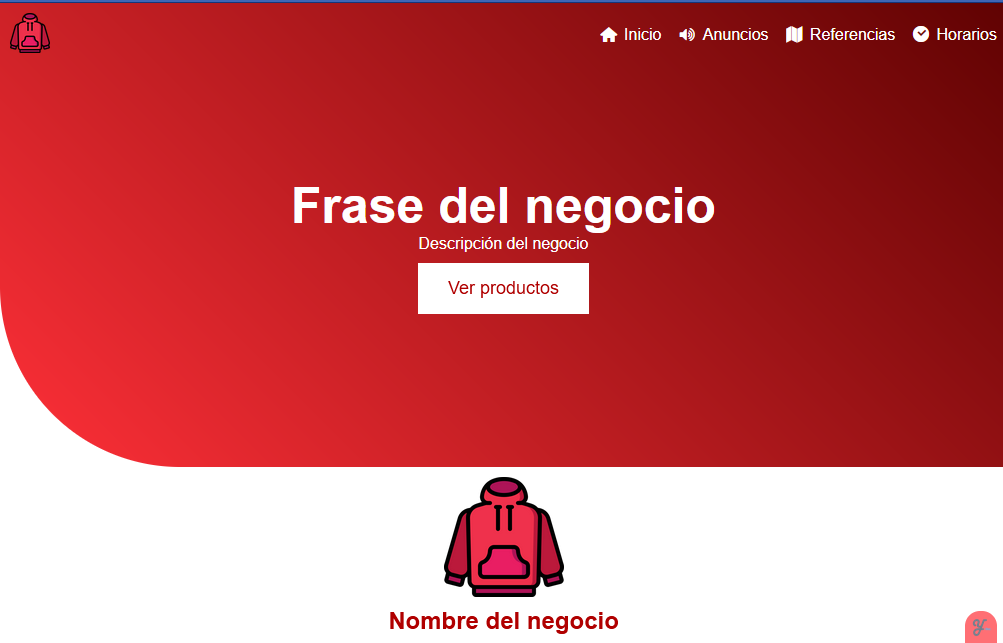 Inicio Anuncios Referencias Horarios
Frase del negocio
Descripción del negocio
Ver productos
Nombre del negocio